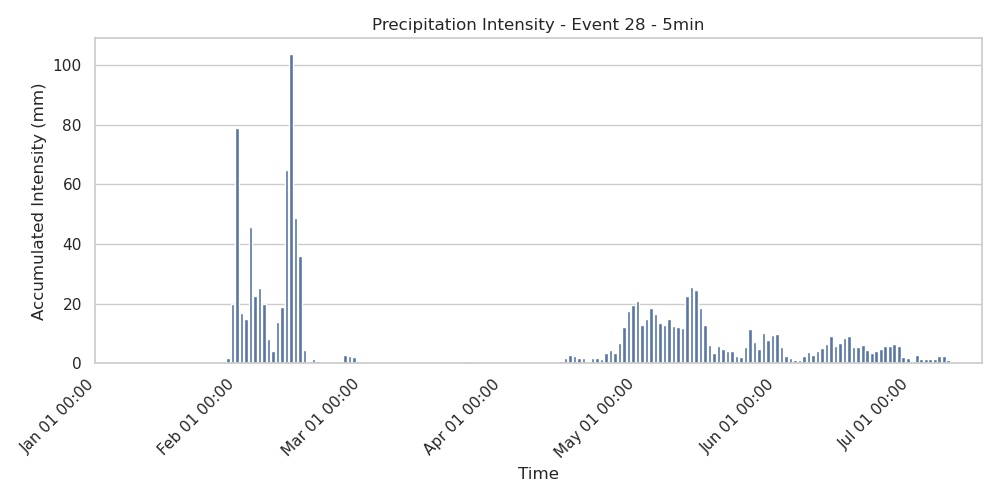 Precipitation Intensity - Event 28 - 5min
Accumulated Intensity (mm)
100
80
60
40
20
0
Jan 01 00:00
Feb 01 00:00
Mar 01 00:00
Apr 01 00:00
May 01 00:00
Jun 01 00:00
Jul 01 00:00
Time